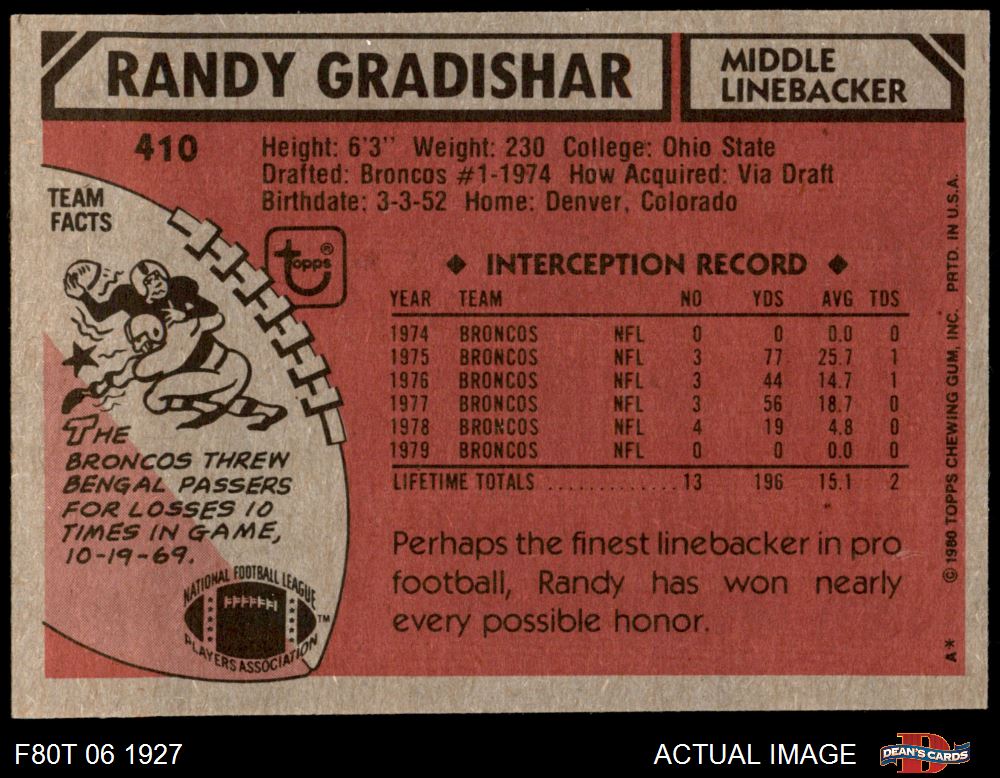 RANDY GRADISHAR
MIDDLE
LINEBACKER
410
Height: 6'3" Weight: 230 College: Ohio State
Drafted: Broncos #1-1974 How Acquired: Via Draft
Birthdate: 3-3-52 Home: Denver, Colorado
TEAM
FACTS
topps®
◆ INTERCEPTION RECORD ◆
YEAR TEAM NO YDS AVG TDS
1974 BRONCOS NFL 0 0 0.0 0
1975 BRONCOS NFL 3 77 25.7 1
1976 BRONCOS NFL 3 44 14.7 1
1977 BRONCOS NFL 3 56 18.7 0
1978 BRONCOS NFL 4 19 4.8 0
1979 BRONCOS NFL 0 0 0.0 0
LIFETIME TOTALS ............. 13 196 15.1 2
THE
BRONCOS THREW
BENGAL PASSERS
FOR LOSSES 10
TIMES IN GAME,
10-19-69.
NATIONAL FOOTBALL LEAGUE
PLAYERS ASSOCIATION ™
Perhaps the finest linebacker in pro
football, Randy has won nearly
every possible honor.
A* © 1980 TOPPS CHEWING GUM, INC. PRTD. IN U.S.A.
F80T 06 1927
ACTUAL IMAGE
DEAN'S CARDS